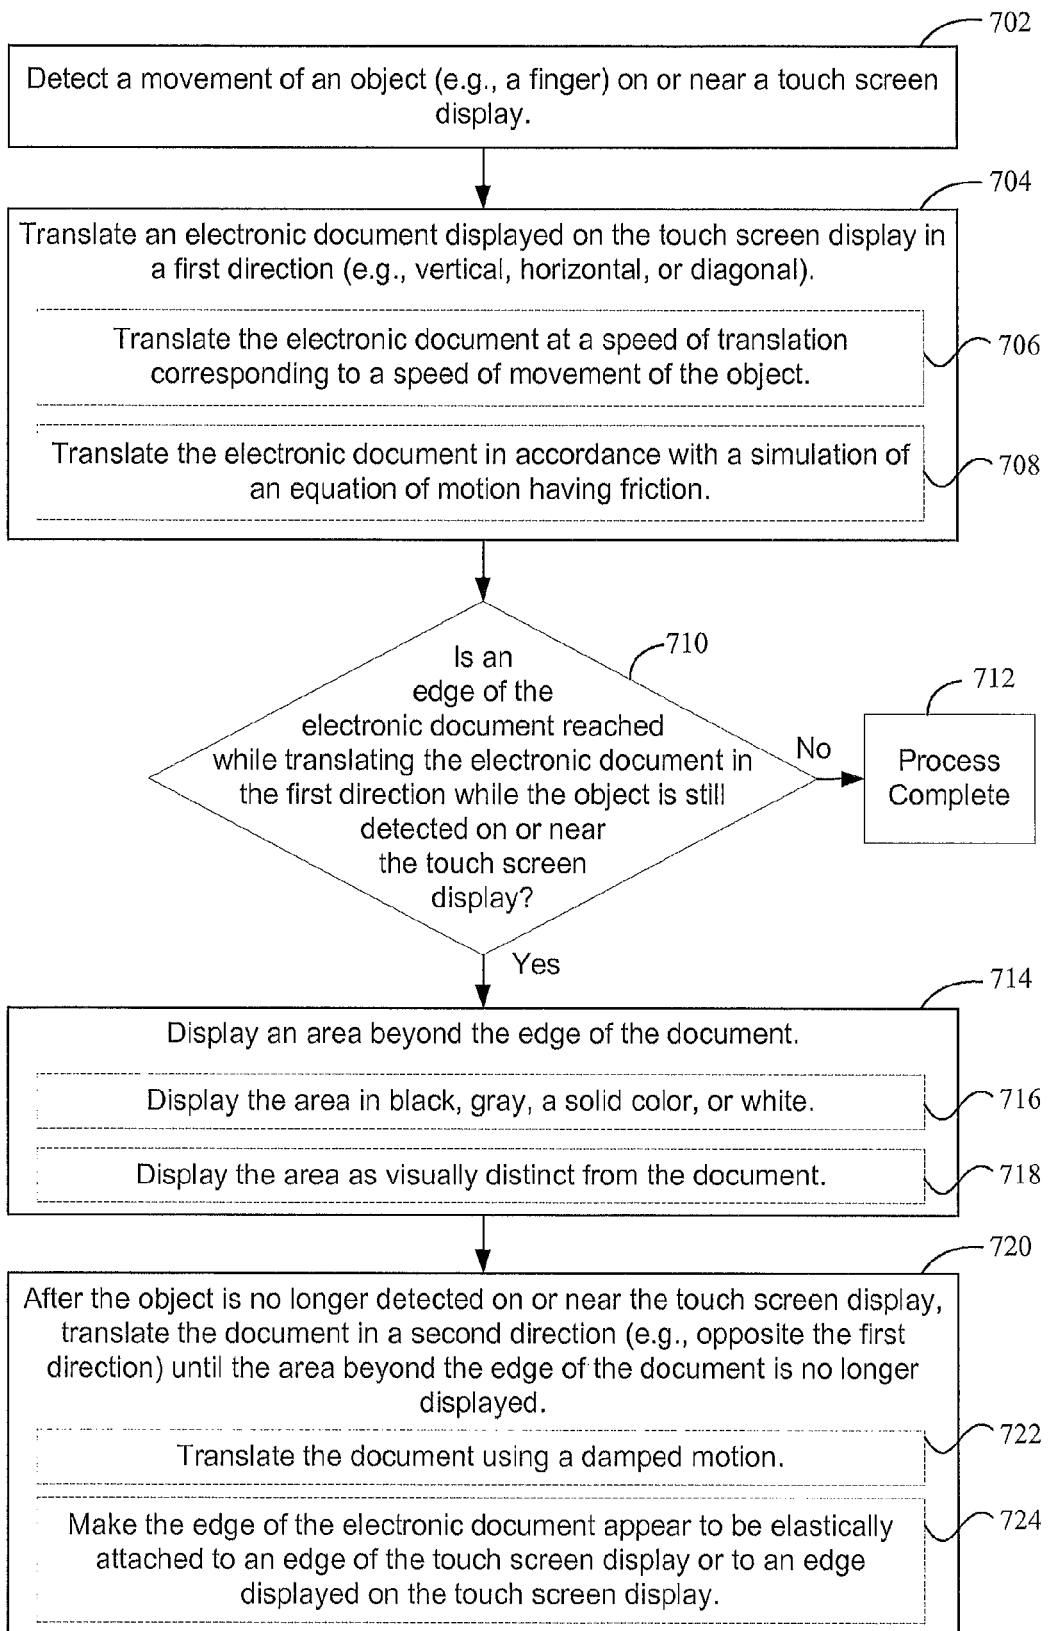 702
Detect a movement of an object (e.g., a finger) on or near a touch screen
display.
704
Translate an electronic document displayed on the touch screen display in
a first direction (e.g., vertical, horizontal, or diagonal).
Translate the electronic document at a speed of translation
corresponding to a speed of movement of the object.
706
Translate the electronic document in accordance with a simulation of
an equation of motion having friction.
708
Is an
edge of the
electronic document reached
while translating the electronic document in
the first direction while the object is still
detected on or near
the touch screen
display?
710
No
712
Process
Complete
Yes
714
Display an area beyond the edge of the document.
Display the area in black, gray, a solid color, or white.
716
Display the area as visually distinct from the document.
718
720
After the object is no longer detected on or near the touch screen display,
translate the document in a second direction (e.g., opposite the first
direction) until the area beyond the edge of the document is no longer
displayed.
Translate the document using a damped motion.
722
Make the edge of the electronic document appear to be elastically
attached to an edge of the touch screen display or to an edge
displayed on the touch screen display.
724